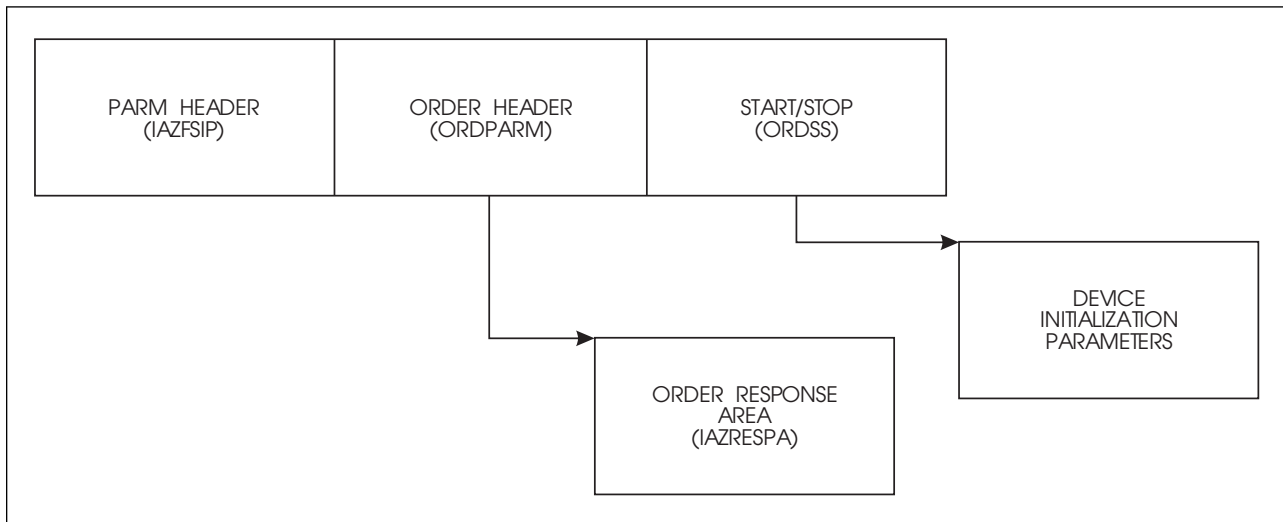 PARM HEADER
(IAZFSIP)
ORDER HEADER
(ORDPARM)
START/STOP
(ORDSS)
DEVICE
INITIALIZATION
PARAMETERS
ORDER RESPONSE
AREA
(IAZRESPA)